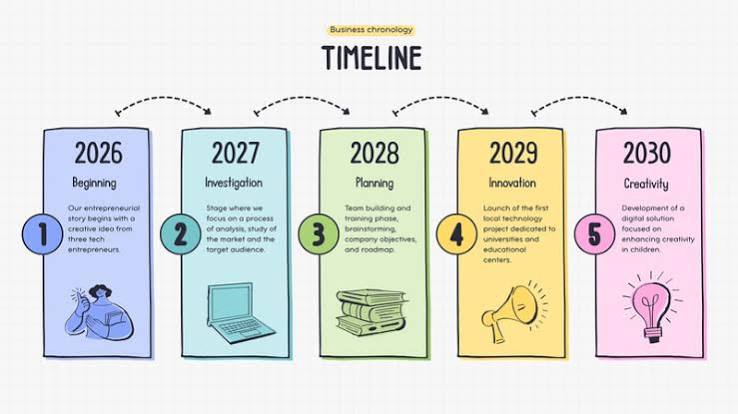 Business chronology
TIMELINE
2026
Beginning
Our entrepreneurial
story begins with a
creative idea from
three tech
entrepreneurs.
1
2027
Investigation
Stage where we
focus on a process
of analysis, study of
the market and the
target audience.
2
2028
Planning
Team building and
training phase,
brainstorming,
company objectives,
and roadmap.
3
2029
Innovation
Launch of the first
local technology
project dedicated to
universities and
educational
centers.
4
2030
Creativity
Development of a
digital solution
focused on
enhancing creativity
in children.
5